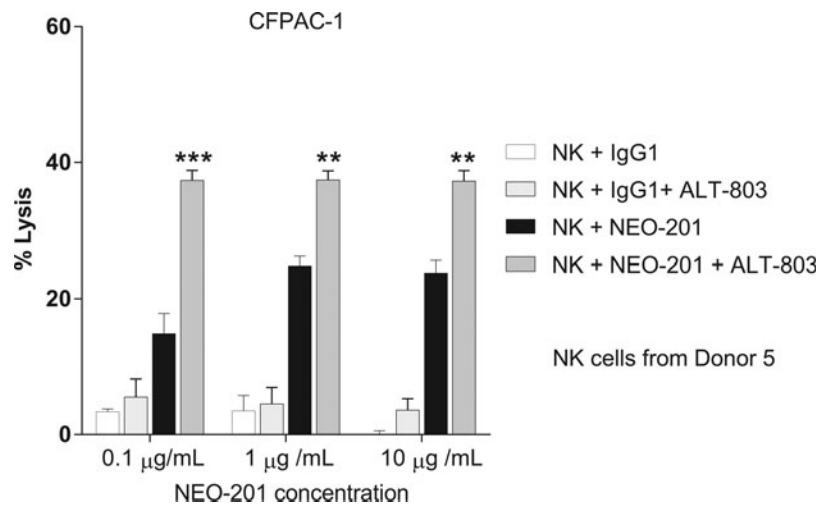 CFPAC-1
60
40
20
0
% Lysis
*** ** **
0.1 μg/mL 1 μg /mL 10 μg /mL
NEO-201 concentration
NK + IgG1
NK + IgG1+ ALT-803
NK + NEO-201
NK + NEO-201 + ALT-803
NK cells from Donor 5